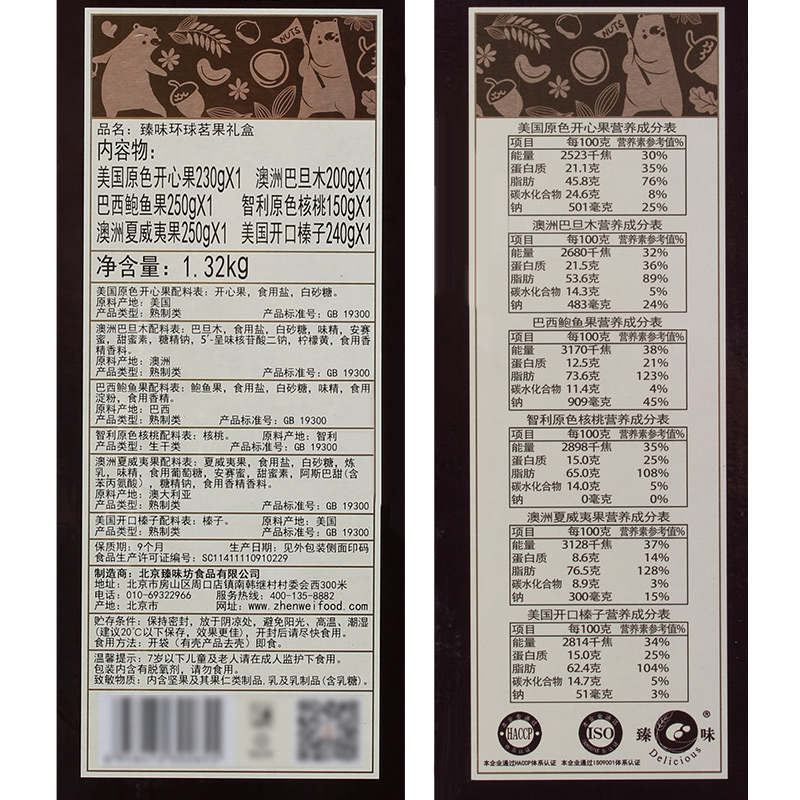 NUTS
品名：臻味环球茗果礼盒
内容物：
美国原色开心果230gX1 澳洲巴旦木200gX1
巴西鲍鱼果250gX1 智利原色核桃150gX1
澳洲夏威夷果250gX1 美国开口榛子240gX1
净含量：1.32kg
美国原色开心果配料表：开心果，食用盐，白砂糖。
原料产地：美国
产品类型：熟制类 产品标准号：GB 19300
澳洲巴旦木配料表：巴旦木，食用盐，白砂糖，味精，安赛
蜜，甜蜜素，糖精钠，5′-呈味核苷酸二钠，柠檬黄，食用香
精香料。
原料产地：澳洲
产品类型：熟制类 产品标准号：GB 19300
巴西鲍鱼果配料表：鲍鱼果，食用盐，白砂糖，味精，食用
淀粉，食用香精。
原料产地：巴西
产品类型：熟制类 产品标准号：GB 19300
智利原色核桃配料表：核桃。 原料产地：智利
产品类型：生干类 产品标准号：GB 19300
澳洲夏威夷果配料表：夏威夷果，食用盐，白砂糖，炼
乳，味精，食用葡萄糖，安赛蜜，甜蜜素，阿斯巴甜(含
苯丙氨酸)，糖精钠，食用香精香料。
原料产地：澳大利亚
产品类型：熟制类 产品标准号：GB 19300
美国开口榛子配料表：榛子。 原料产地：美国
产品类型：熟制类 产品标准号：GB 19300
保质期：9个月 生产日期：见外包装侧面印码
食品生产许可证编号：SC11411110910229
制造商：北京臻味坊食品有限公司
地址：北京市房山区周口店镇南韩继村村委会西300米
电话：010-69322966 服务热线：400-135-8882
产地：北京市 网址：www.zhenweifood.com
贮存条件：保持密封，放于阴凉处，避免阳光、高温，潮湿
(建议20℃以下保存，效果更佳)，开封后请尽快食用。
食用方法：开袋（有壳产品去壳）即食。
温馨提示：7岁以下儿童及老人请在成人监护下食用。
包装内含有脱氧剂，请勿食用。
致敏物质：内含坚果及其果仁类制品，乳及乳制品(含乳糖)。
NUTS
美国原色开心果营养成分表
项目 每100克 营养素参考值%
能量 2523千焦 30%
蛋白质 21.1克 35%
脂肪 45.8克 76%
碳水化合物 24.6克 8%
钠 501毫克 25%
澳洲巴旦木营养成分表
项目 每100克 营养素参考值%
能量 2680千焦 32%
蛋白质 21.5克 36%
脂肪 53.6克 89%
碳水化合物 14.3克 5%
钠 483毫克 24%
巴西鲍鱼果营养成分表
项目 每100克 营养素参考值%
能量 3170千焦 38%
蛋白质 12.5克 21%
脂肪 73.6克 123%
碳水化合物 11.4克 4%
钠 909毫克 45%
智利原色核桃营养成分表
项目 每100克 营养素参考值%
能量 2898千焦 35%
蛋白质 15.0克 25%
脂肪 65.0克 108%
碳水化合物 14.0克 5%
钠 0毫克 0%
澳洲夏威夷果营养成分表
项目 每100克 营养素参考值%
能量 3128千焦 37%
蛋白质 8.6克 14%
脂肪 76.5克 128%
碳水化合物 8.9克 3%
钠 300毫克 15%
美国开口榛子营养成分表
项目 每100克 营养素参考值%
能量 2814千焦 34%
蛋白质 15.0克 25%
脂肪 62.4克 104%
碳水化合物 14.7克 5%
钠 51毫克 3%
HACCP
ISO
臻 味 ®
Delicious
本企业通过HACCP体系认证 本企业通过ISO9001体系认证